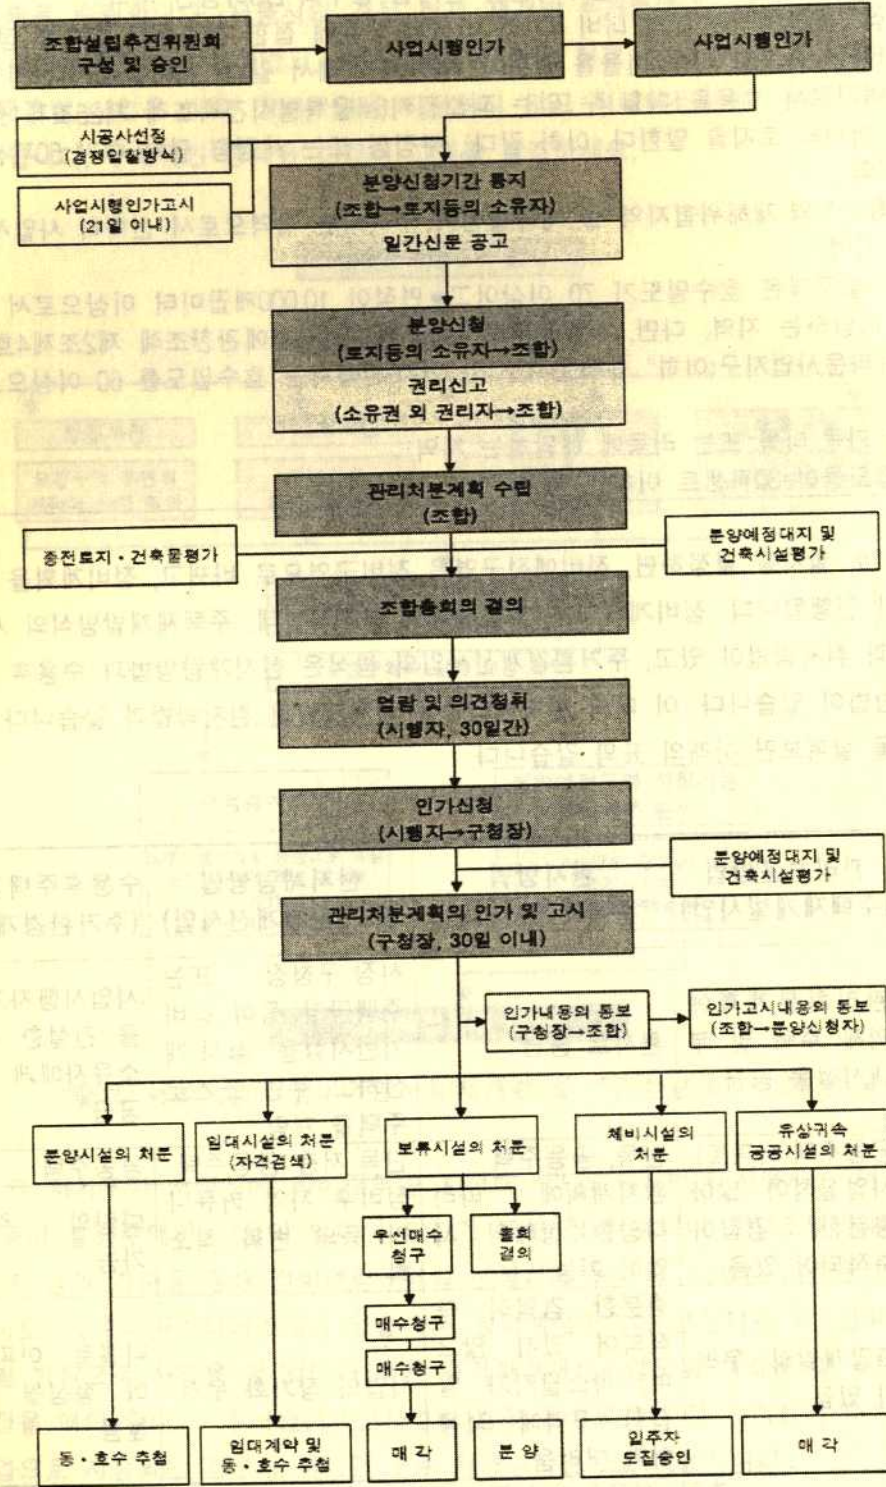 조합설립추진위원회
구성 및 승인
사업시행인가
사업시행인가
시공사선정
(경쟁입찰방식)
사업시행인가고시
(21일 이내)
분양신청기간 통지
(조합→토지등의 소유자)
일간신문 공고
분양신청
(토지등의 소유자→조합)
권리신고
(소유권 외 권리자→조합)
관리처분계획 수립
(조합)
종전토지·건축물평가
분양예정대지 및
건축시설평가
조합총회의 결의
열람 및 의견청취
(시행자, 30일간)
인가신청
(시행자→구청장)
분양예정대지 및
건축시설평가
관리처분계획의 인가 및 고시
(구청장, 30일 이내)
인가내용의 통보
(구청장→조합)
인가고시내용의 통보
(조합→분양신청자)
분양시설의 처분
임대시설의 처분
(자격검색)
보류시설의 처분
체비시설의
처분
유상귀속
공공시설의 처분
우선매수
청구
총회
결의
매수청구
매수청구
동·호수 추첨
임대계약 및
동·호수 추첨
매각
분양
입주자
모집승인
매각